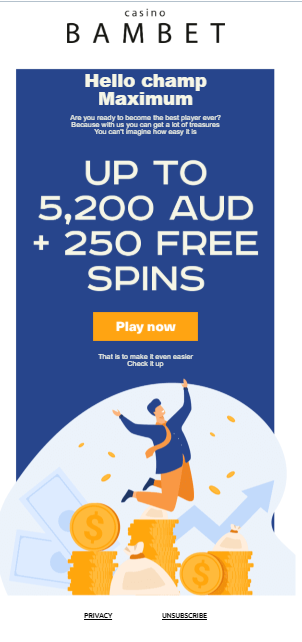 casino
BAMBET
Hello champ
Maximum
Are you ready to become the best player ever?
Because with us you can get a lot of treasures
You can't imagine how easy it is
UP TO
5,200 AUD
+ 250 FREE
SPINS
Play now
That is to make it even easier
Check it up
$
$
PRIVACY UNSUBSCRIBE